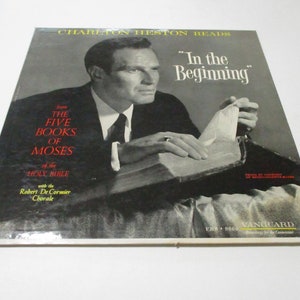 CHARLTON HESTON READS
"In the
Beginning"
from
THE
FIVE
BOOKS
OF
MOSES
of the
HOLY BIBLE
with the
Robert De Cormier
Chorale
VANGUARD